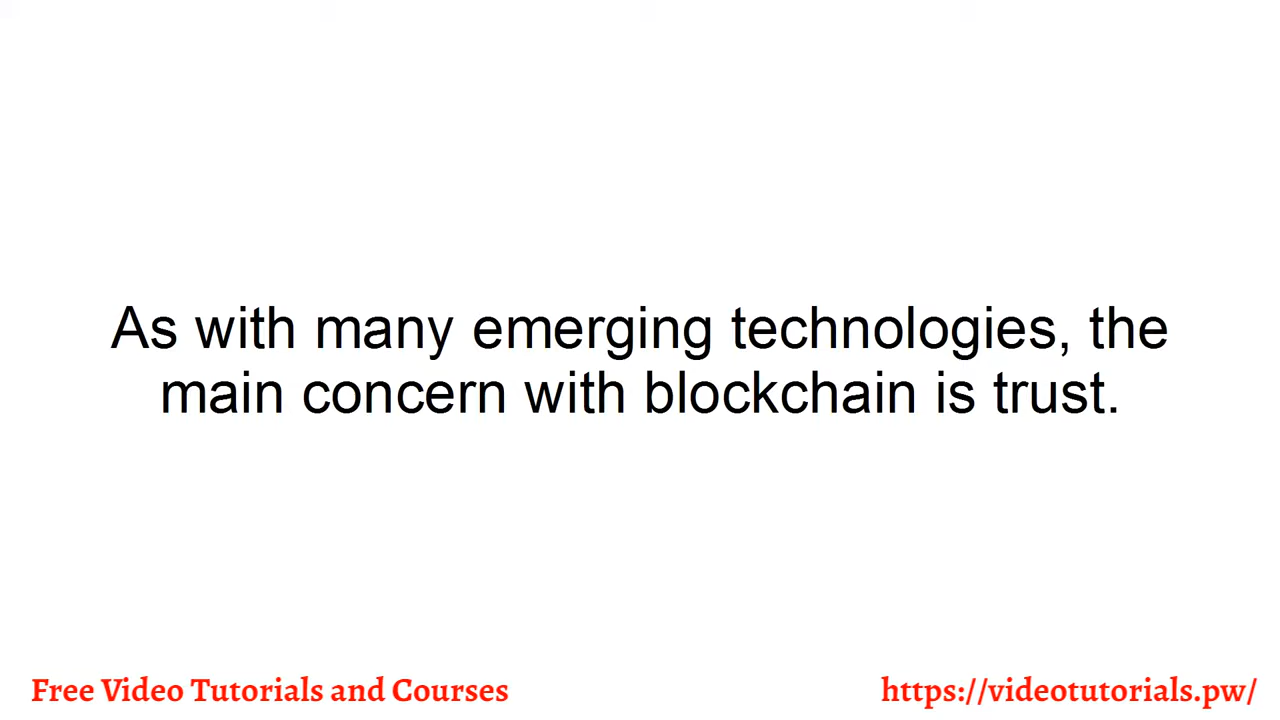 As with many emerging technologies, the
main concern with blockchain is trust.
Free Video Tutorials and Courses
https://videotutorials.pw/